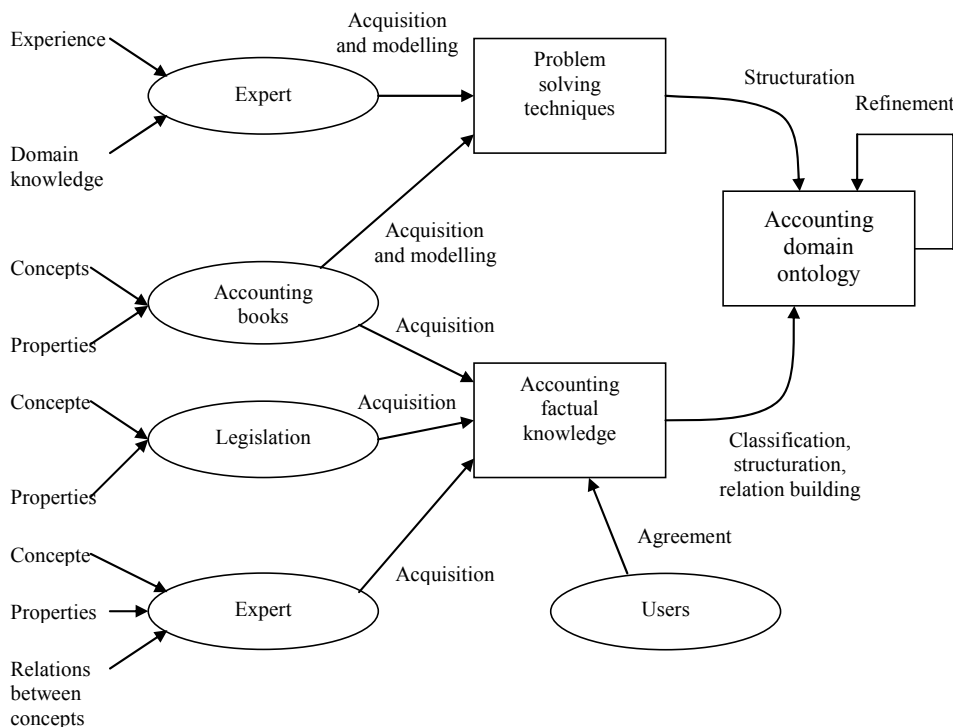 Experience
Domain
knowledge
Expert
Acquisition
and modelling
Problem
solving
techniques
Structuration
Refinement
Accounting
domain
ontology
Concepts
Properties
Accounting
books
Acquisition
and modelling
Acquisition
Concepte
Properties
Legislation
Acquisition
Accounting
factual
knowledge
Classification,
structuration,
relation building
Concepte
Properties
Relations
between
concepts
Expert
Acquisition
Agreement
Users